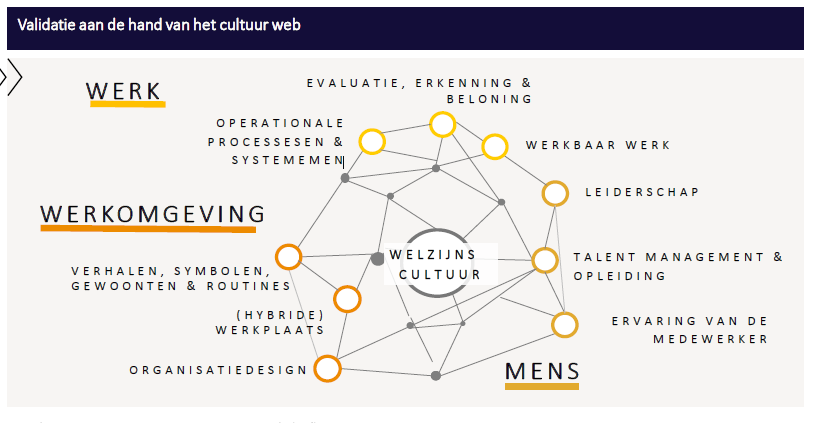 Validatie aan de hand van het cultuur web
WERK
EVALUATIE, ERKENNING &
BELONING
OPERATIONALE
PROCESSESEN &
SYSTEMEMEN
WERKBAAR WERK
LEIDERSCHAP
WERKOMGEVING
WELZIJNS
CULTUUR
TALENT MANAGEMENT &
OPLEIDING
VERHALEN, SYMBOLEN,
GEWOONTEN & ROUTINES
(HYBRIDE)
WERKPLAATS
ERVARING VAN DE
MEDEWERKER
ORGANISATIEDESIGN
MENS